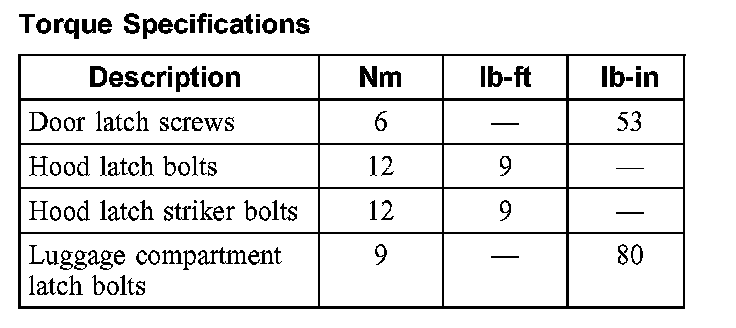 Torque Specifications
Description Nm lb-ft lb-in
Door latch screws 6 — 53
Hood latch bolts 12 9 —
Hood latch striker bolts 12 9 —
Luggage compartment 9 — 80
latch bolts